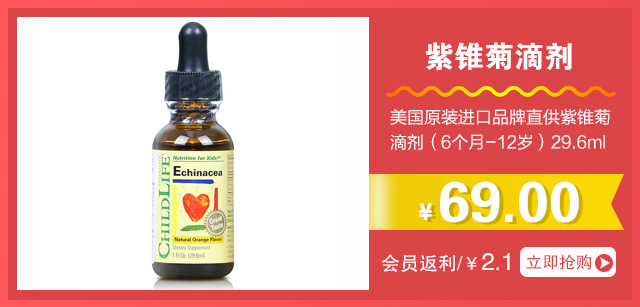 Nutrition for Kids!
Echinacea
CHILDLIFE
Great Taste
Natural Orange Flavor
Dietary Supplement
1 Fl.Oz. (29.6ml)
紫锥菊滴剂
美国原装进口品牌直供紫锥菊
滴剂（6个月-12岁）29.6ml
¥69.00
会员返利/¥2.1 立即抢购